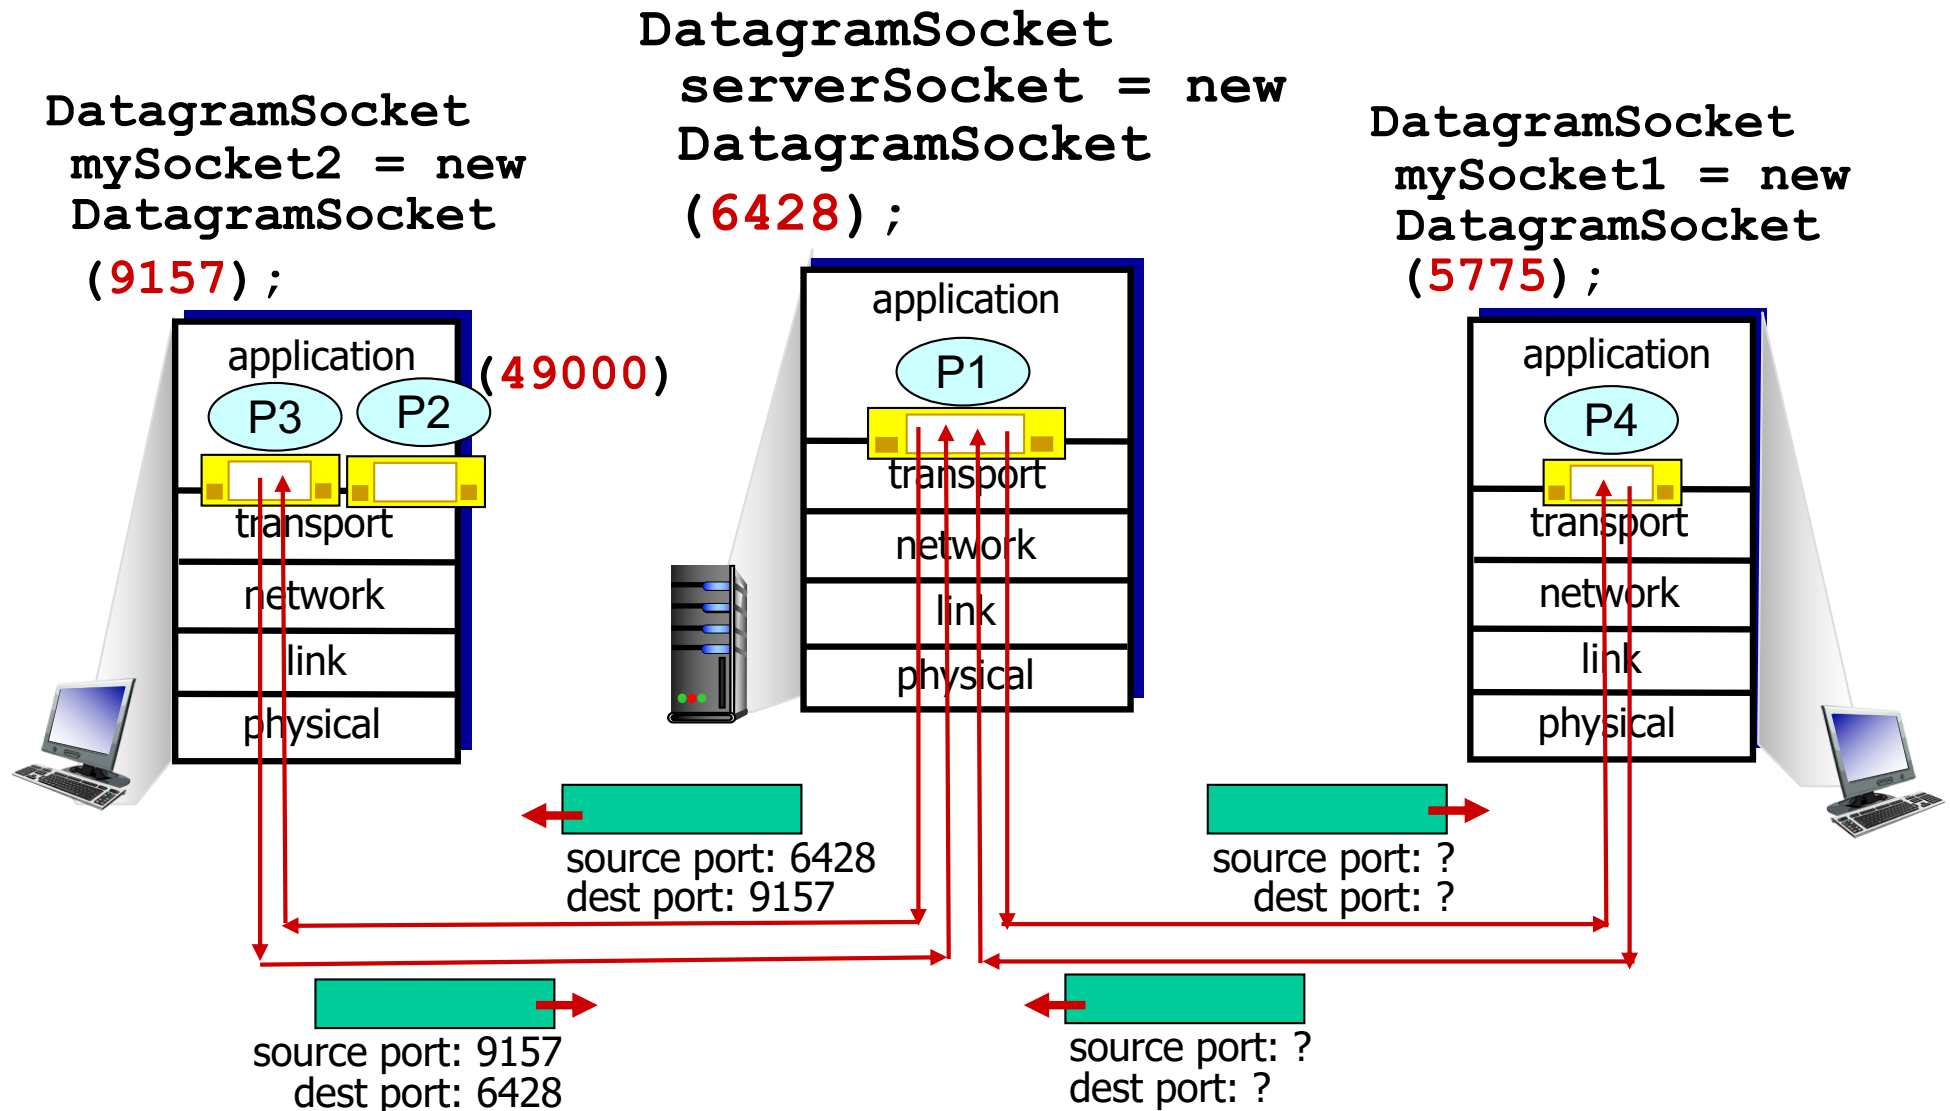 DatagramSocket
mySocket2 = new
DatagramSocket
(9157);
DatagramSocket
serverSocket = new
DatagramSocket
(6428);
DatagramSocket
mySocket1 = new
DatagramSocket
(5775);
application
(49000)
P3
P2
transport
network
link
physical
application
P1
transport
network
link
physical
application
P4
transport
network
link
physical
source port: 6428
dest port: 9157
source port: ?
dest port: ?
source port: 9157
dest port: 6428
source port: ?
dest port: ?